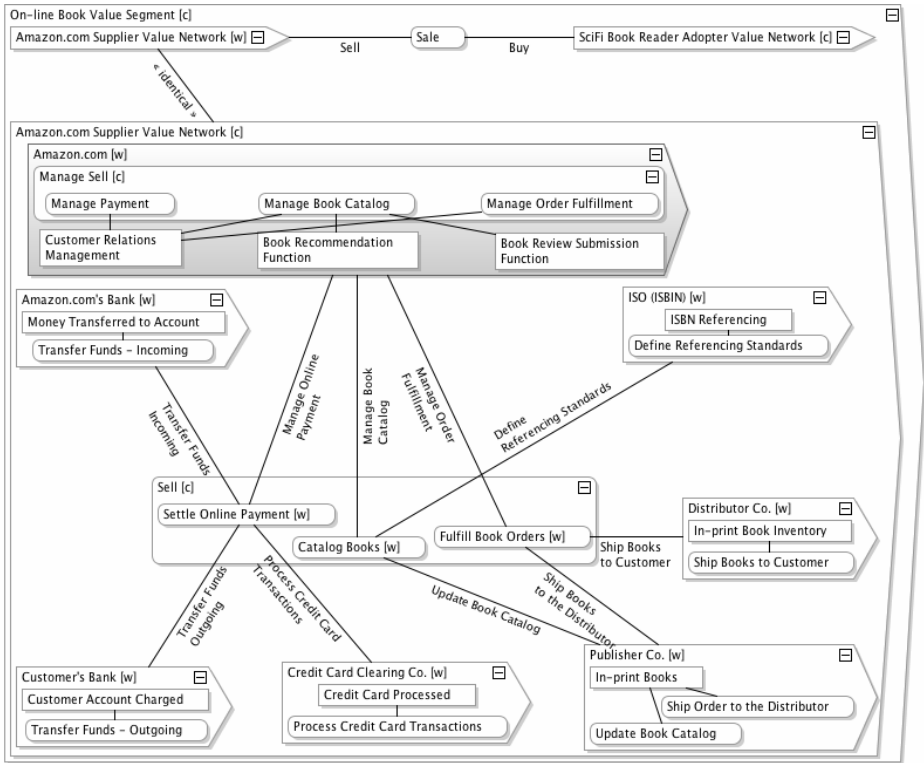 On-line Book Value Segment [c]
Amazon.com Supplier Value Network [w]
Sell
Sale
Buy
SciFi Book Reader Adopter Value Network [c]
« identical »
Amazon.com Supplier Value Network [c]
Amazon.com [w]
Manage Sell [c]
Manage Payment
Manage Book Catalog
Manage Order Fulfillment
Customer Relations
Management
Book Recommendation
Function
Book Review Submission
Function
Amazon.com's Bank [w]
Money Transferred to Account
Transfer Funds – Incoming
ISO (ISBIN) [w]
ISBN Referencing
Define Referencing Standards
Transfer Funds
Incoming
Manage Online
Payment
Manage Book
Catalog
Manage Order
Fulfillment
Define
Referencing Standards
Sell [c]
Settle Online Payment [w]
Catalog Books [w]
Fulfill Book Orders [w]
Ship Books
to Customer
Distributor Co. [w]
In-print Book Inventory
Ship Books to Customer
Transfer Funds
Outgoing
Process Credit Card
Transactions
Update Book Catalog
Ship Books
to the Distributor
Customer's Bank [w]
Customer Account Charged
Transfer Funds – Outgoing
Credit Card Clearing Co. [w]
Credit Card Processed
Process Credit Card Transactions
Publisher Co. [w]
In-print Books
Ship Order to the Distributor
Update Book Catalog